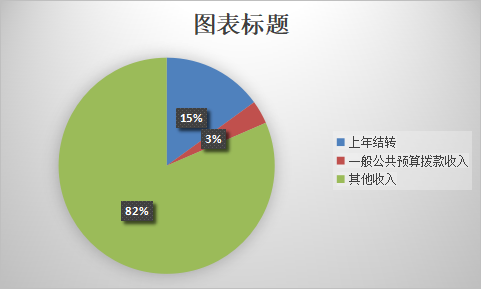 图表标题
15%
3%
82%
上年结转
一般公共预算拨款收入
其他收入